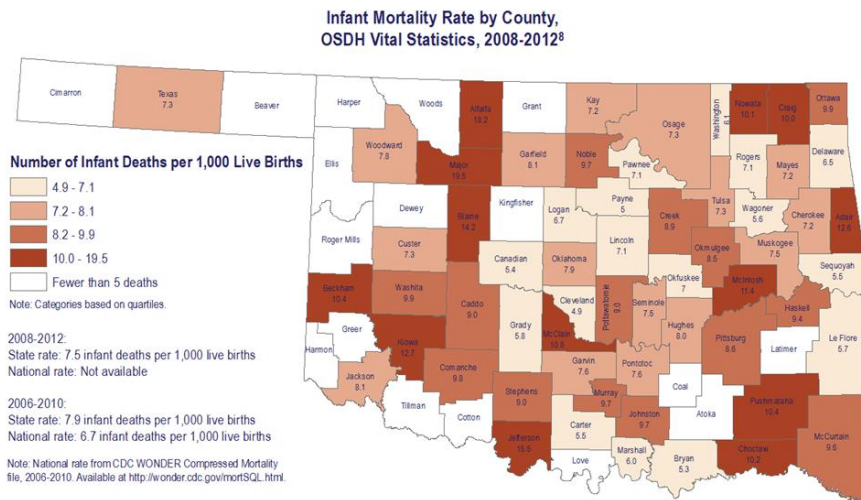 Infant Mortality Rate by County,
OSDH Vital Statistics, 2008-2012⁸
Cimarron
Texas
7.3
Beaver
Harper
Woods
Alfalfa
18.2
Grant
Kay
7.2
Osage
7.3
Washington
6.1
Nowata
10.1
Craig
10.0
Ottawa
9.9
Ellis
Woodward
7.8
Major
19.5
Garfield
8.1
Noble
9.7
Pawnee
7.1
Rogers
7.1
Mayes
7.2
Delaware
6.5
Number of Infant Deaths per 1,000 Live Births
4.9 - 7.1
7.2 - 8.1
8.2 - 9.9
10.0 - 19.5
Fewer than 5 deaths
Note: Categories based on quartiles.
Dewey
Blaine
14.2
Kingfisher
Logan
6.7
Payne
5
Creek
8.9
Tulsa
7.3
Wagoner
5.6
Cherokee
7.2
Adair
12.6
Roger Mills
Custer
7.3
Canadian
5.4
Oklahoma
7.9
Lincoln
7.1
Okmulgee
8.5
Muskogee
7.5
Sequoyah
5.5
Beckham
10.4
Washita
9.9
Caddo
9.0
Grady
5.8
Cleveland
4.9
McClain
10.8
Pottawatomie
9.0
Seminole
7.5
Okfuskee
7
McIntosh
11.4
Haskell
9.4
Hughes
8.0
Pittsburg
8.6
Latimer
Le Flore
5.7
2008-2012:
State rate: 7.5 infant deaths per 1,000 live births
National rate: Not available
Greer
Harmon
Kiowa
12.7
Jackson
8.1
Comanche
9.8
Tillman
Cotton
Stephens
9.0
Garvin
7.6
Murray
9.7
Pontotoc
7.6
Johnston
9.7
Coal
Atoka
Pushmataha
10.4
McCurtain
9.6
Jefferson
15.5
Carter
5.5
Love
Marshall
6.0
Bryan
5.3
Choctaw
10.2
2006-2010:
State rate: 7.9 infant deaths per 1,000 live births
National rate: 6.7 infant deaths per 1,000 live births
Note: National rate from CDC WONDER Compressed Mortality
file, 2006-2010. Available at http://wonder.cdc.gov/mortSQL.html.